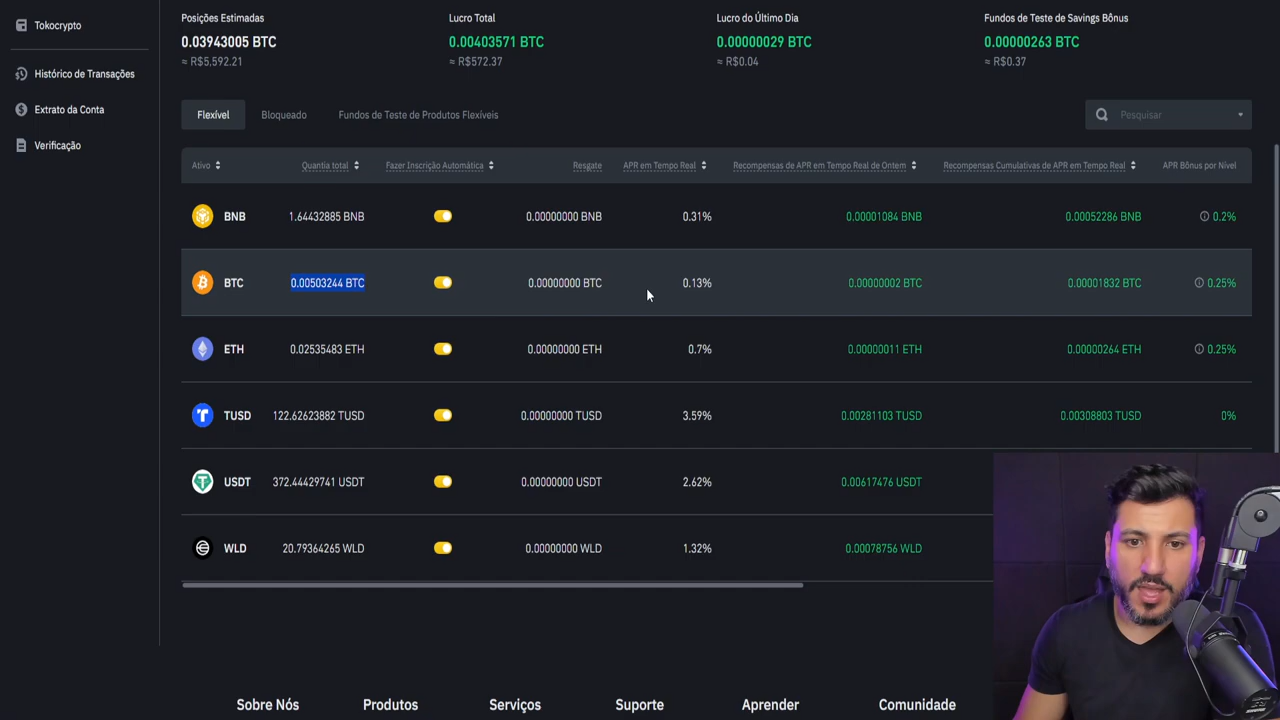 Tokocrypto
Histórico de Transações
Extrato da Conta
Verificação
Posições Estimadas
0.03943005 BTC
≈ R$5,592.21
Lucro Total
0.00403571 BTC
≈ R$572.37
Lucro do Último Dia
0.00000029 BTC
≈ R$0.04
Fundos de Teste de Savings Bônus
0.00000263 BTC
≈ R$0.37
Flexível Bloqueado Fundos de Teste de Produtos Flexíveis Pesquisar
Ativo Quantia total Fazer Inscrição Automática Resgate APR em Tempo Real Recompensas de APR em Tempo Real de Ontem Recompensas Cumulativas de APR em Tempo Real APR Bônus por Nível
BNB 1.64432885 BNB 0.00000000 BNB 0.31% 0.00001084 BNB 0.00052286 BNB 0.2%
BTC 0.00503244 BTC 0.00000000 BTC 0.13% 0.00000002 BTC 0.00001832 BTC 0.25%
ETH 0.02535483 ETH 0.00000000 ETH 0.7% 0.00000011 ETH 0.00000264 ETH 0.25%
TUSD 122.62623882 TUSD 0.00000000 TUSD 3.59% 0.00281103 TUSD 0.00308803 TUSD 0%
USDT 372.44429741 USDT 0.00000000 USDT 2.62% 0.00617476 USDT
WLD 20.79364265 WLD 0.00000000 WLD 1.32% 0.00078756 WLD
Sobre Nós Produtos Serviços Suporte Aprender Comunidade